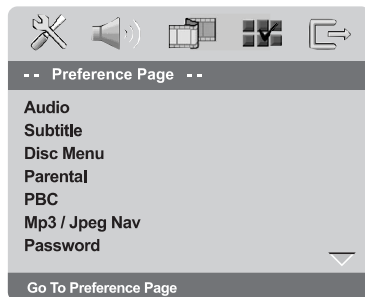 -- Preference Page --
Audio
Subtitle
Disc Menu
Parental
PBC
Mp3 / Jpeg Nav
Password
Go To Preference Page